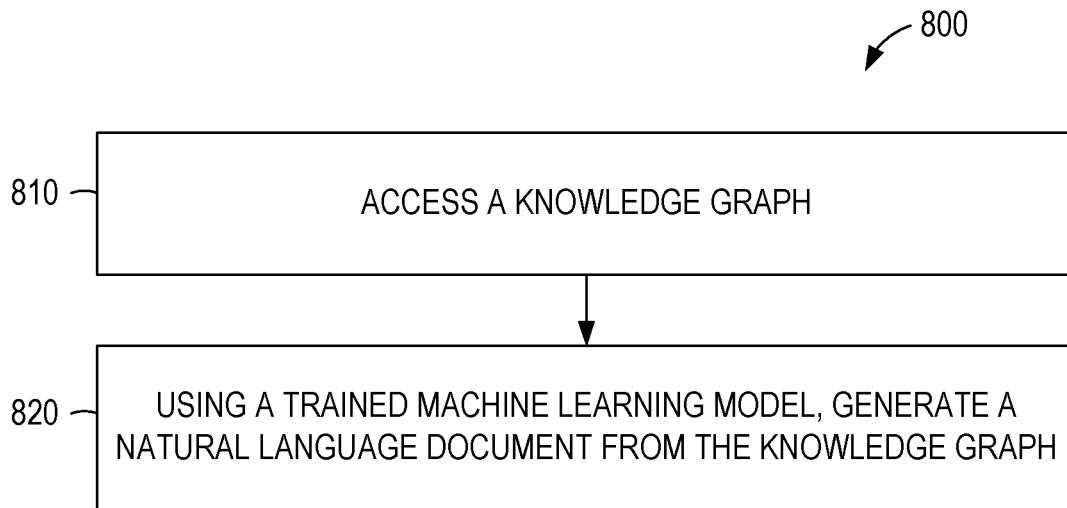 800
810
ACCESS A KNOWLEDGE GRAPH
820
USING A TRAINED MACHINE LEARNING MODEL, GENERATE A
NATURAL LANGUAGE DOCUMENT FROM THE KNOWLEDGE GRAPH